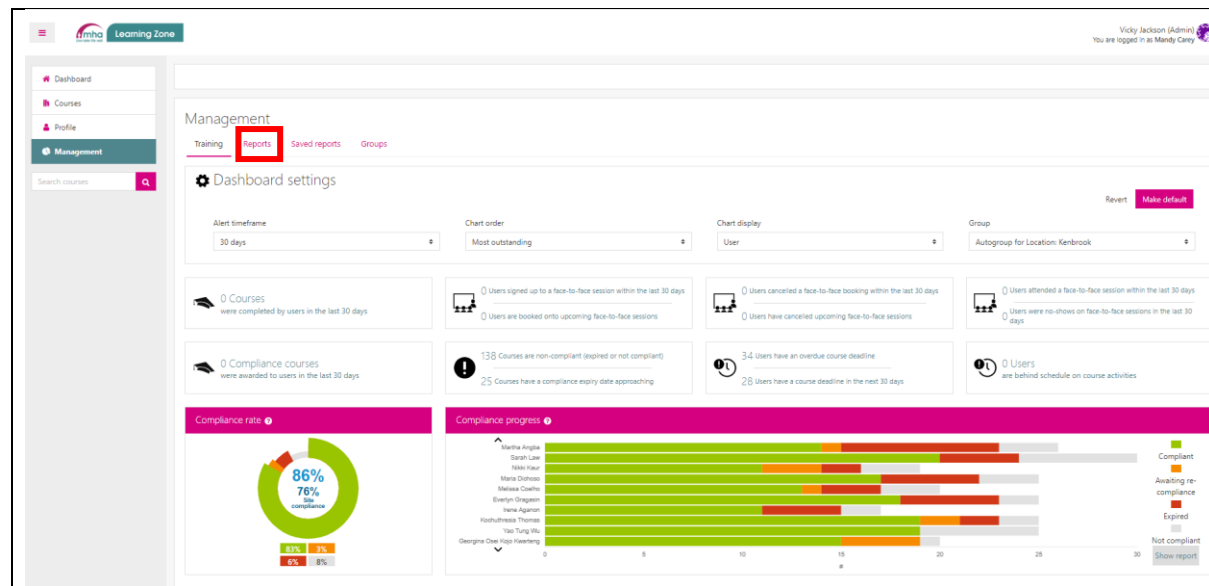 mha Learning Zone
Vicky Jackson (Admin)
You are logged in as Mandy Carey
Dashboard
Courses
Profile
Management
Search courses
Management
Training Reports Saved reports Groups
Dashboard settings
Revert Make default
Alert timeframe Chart order Chart display Group
30 days Most outstanding User Autogroup for Location: Kenbrook
0 Courses
were completed by users in the last 30 days
0 Users signed up to a face-to-face session within the last 30 days
0 Users are booked onto upcoming face-to-face sessions
0 Users cancelled a face-to-face booking within the last 30 days
0 Users have cancelled upcoming face-to-face sessions
0 Users attended a face-to-face session within the last 30 days
0 Users were no-shows on face-to-face sessions in the last 30
days
0 Compliance courses
were awarded to users in the last 30 days
138 Courses are non-compliant (expired or not compliant)
25 Courses have a compliance expiry date approaching
34 Users have an overdue course deadline
28 Users have a course deadline in the next 30 days
0 Users
are behind schedule on course activities
Compliance rate
86%
76%
Site
compliance
83% 3%
6% 8%
Compliance progress
Martha Angba
Sarah Law
Nikki Kaur
Maria Dichoso
Melissa Coelho
Everlyn Gragasin
Irene Aganon
Kochuthresia Thomas
Yao Tung Wu
Georgina Osei Kojo Kwarteng
0 5 10 15 20 25 30
#
Compliant
Awaiting re-
compliance
Expired
Not compliant
Show report